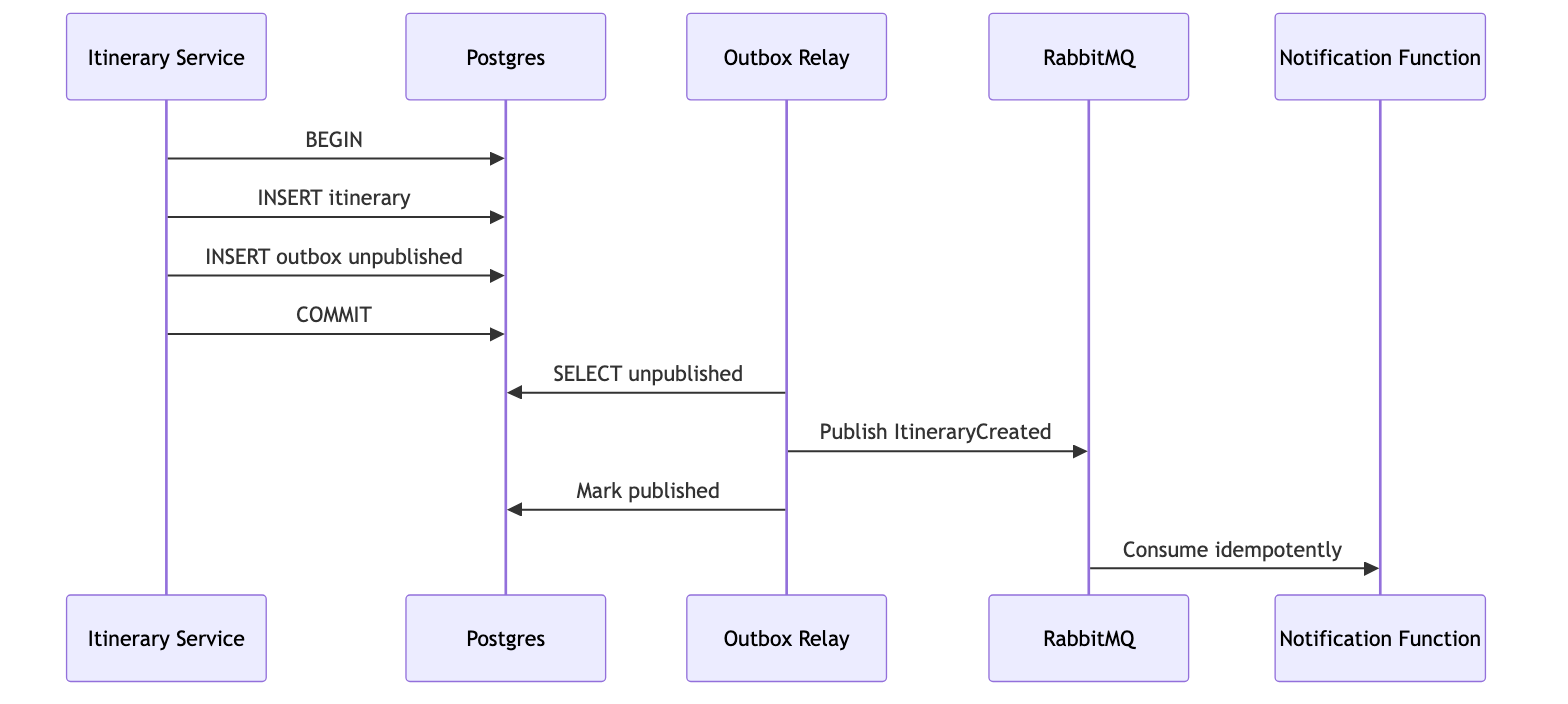 Itinerary Service
Postgres
Outbox Relay
RabbitMQ
Notification Function
BEGIN
INSERT itinerary
INSERT outbox unpublished
COMMIT
SELECT unpublished
Publish ItineraryCreated
Mark published
Consume idempotently
Itinerary Service
Postgres
Outbox Relay
RabbitMQ
Notification Function